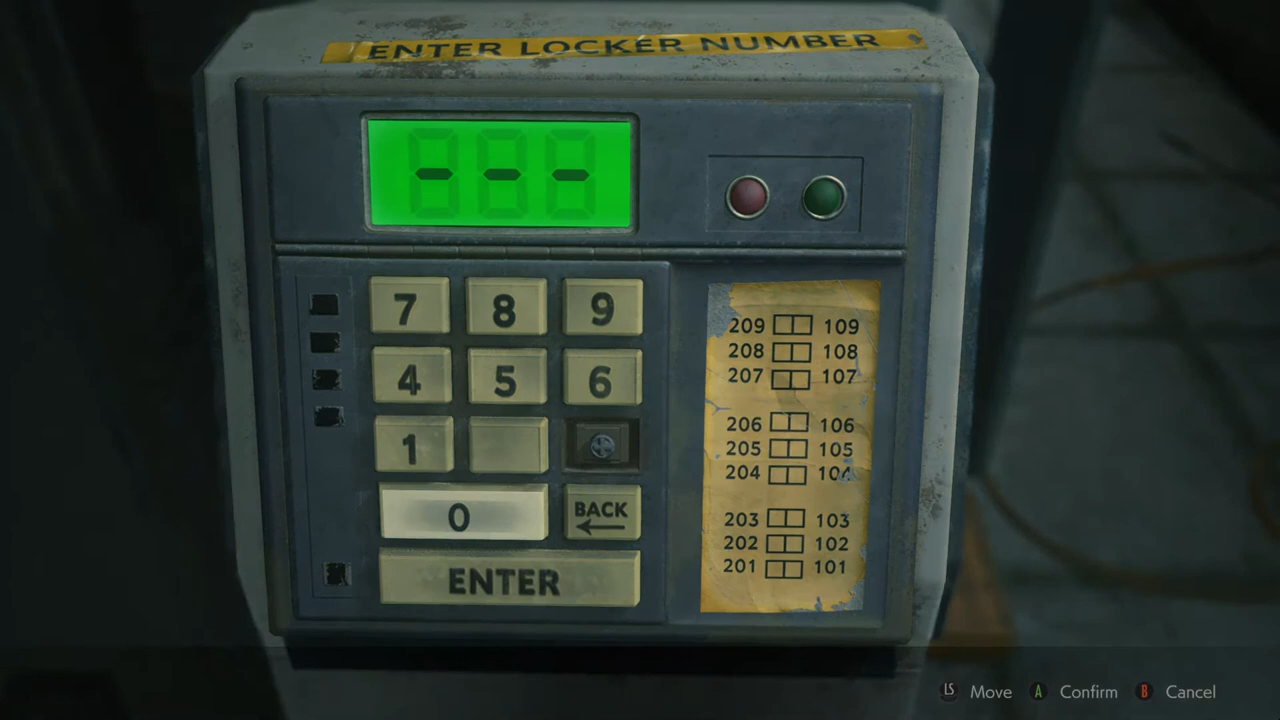 ENTER LOCKER NUMBER
---
7 8 9
4 5 6
1
0 BACK
ENTER
209 109
208 108
207 107
206 106
205 105
204 104
203 103
202 102
201 101
LS Move A Confirm B Cancel